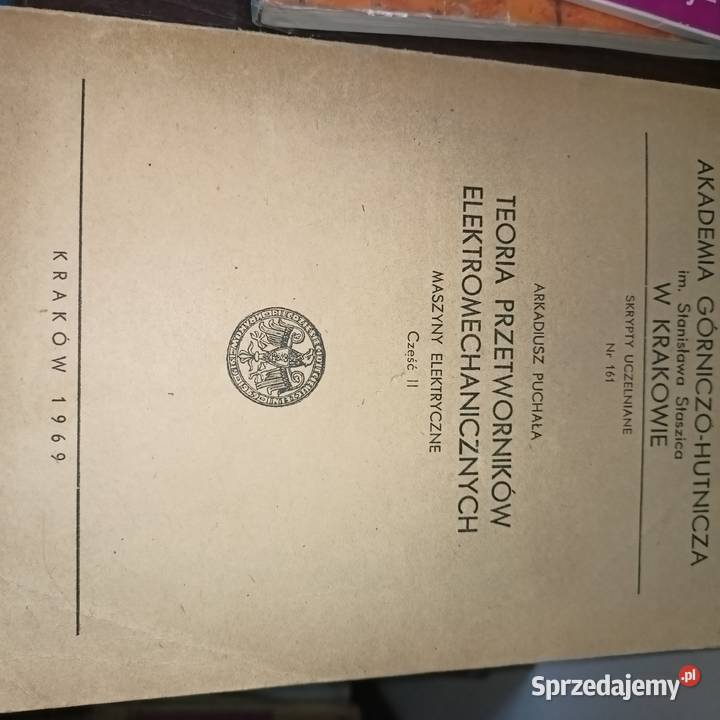 AKADEMIA GÓRNICZO-HUTNICZA
im. Stanisława Staszica
W KRAKOWIE
SKRYPTY UCZELNIANE
Nr 161
ARKADIUSZ PUCHAŁA
TEORIA PRZETWORNIKÓW
ELEKTROMECHANICZNYCH
MASZYNY ELEKTRYCZNE
Część II
KRAKÓW 1969
Sprzedajemy.pl